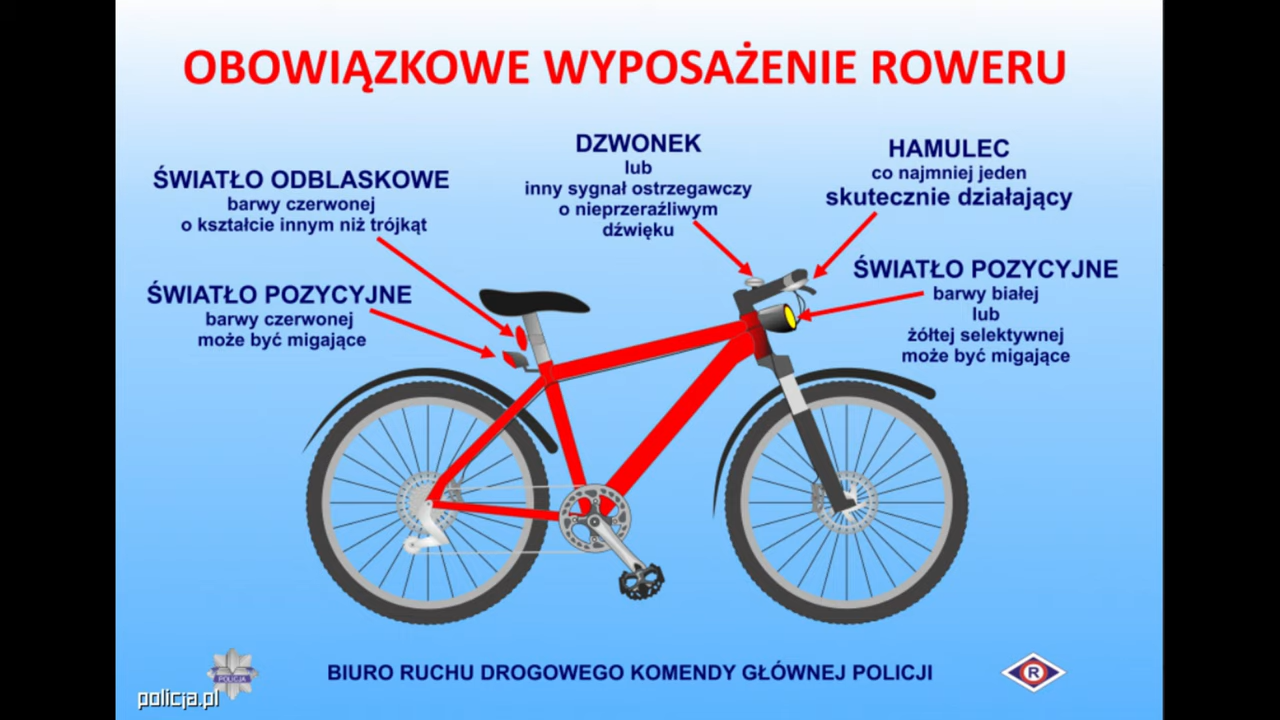 OBOWIĄZKOWE WYPOSAŻENIE ROWERU
ŚWIATŁO ODBLASKOWE
barwy czerwonej
o kształcie innym niż trójkąt
ŚWIATŁO POZYCYJNE
barwy czerwonej
może być migające
DZWONEK
lub
inny sygnał ostrzegawczy
o nieprzeraźliwym
dźwięku
HAMULEC
co najmniej jeden
skutecznie działający
ŚWIATŁO POZYCYJNE
barwy białej
lub
żółtej selektywnej
może być migające
POLICJA
policja.pl
BIURO RUCHU DROGOWEGO KOMENDY GŁÓWNEJ POLICJI
R